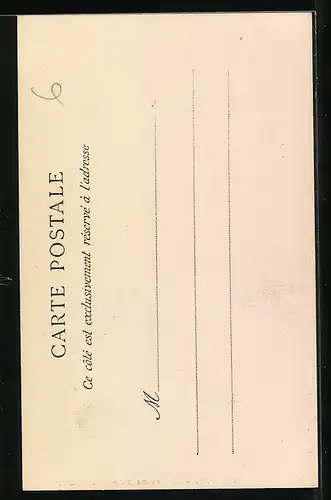 6
CARTE POSTALE
Ce côté est exclusivement réservé à l'adresse
M